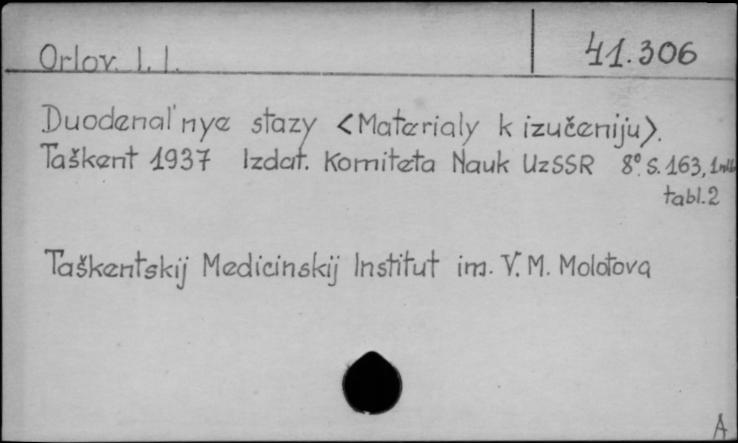 Orlov. I. I. 41.306
Duodenal'nye stazy <Materialy k izučeniju>.
Taškent 1937 Izdat. Komiteta Nauk UzSSR 8° S. 163, 1
tabl. 2
Taškentskij Medicinskij Institut im. V. M. Molotova
A